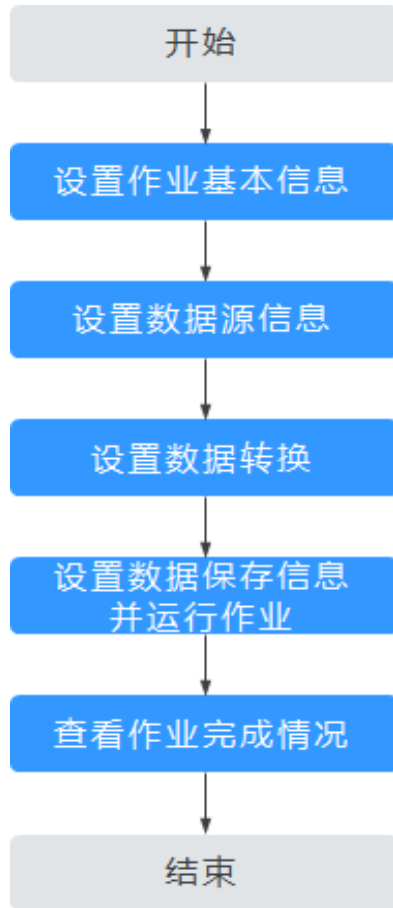 开始
设置作业基本信息
设置数据源信息
设置数据转换
设置数据保存信息
并运行作业
查看作业完成情况
结束